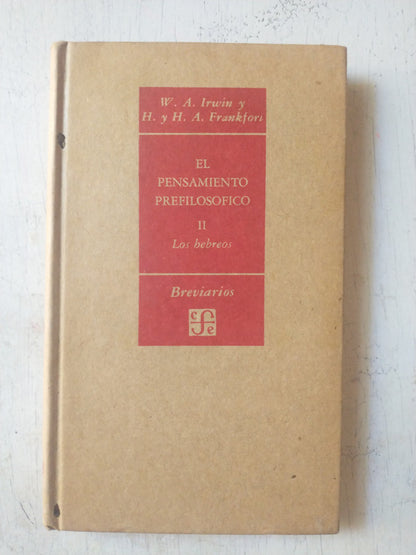 W. A. Irwin y
H. y H. A. Frankfort
EL
PENSAMIENTO
PREFILOSOFICO
II
Los hebreos
Breviarios
c f e